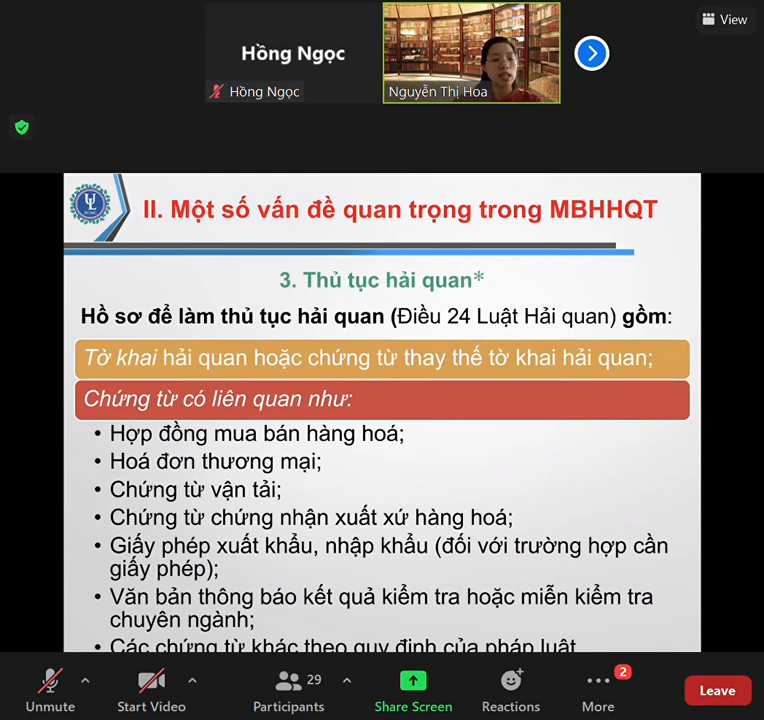 View
Hồng Ngọc
Hồng Ngọc
Nguyễn Thị Hoa
II. Một số vấn đề quan trọng trong MBHHQT
3. Thủ tục hải quan*
Hồ sơ để làm thủ tục hải quan (Điều 24 Luật Hải quan) gồm:
Tờ khai hải quan hoặc chứng từ thay thế tờ khai hải quan;
Chứng từ có liên quan như:
• Hợp đồng mua bán hàng hoá;
• Hoá đơn thương mại;
• Chứng từ vận tải;
• Chứng từ chứng nhận xuất xứ hàng hoá;
• Giấy phép xuất khẩu, nhập khẩu (đối với trường hợp cần
giấy phép);
• Văn bản thông báo kết quả kiểm tra hoặc miễn kiểm tra
chuyên ngành;
• Các chứng từ khác theo quy định của pháp luật
Unmute
Start Video
29
Participants
Share Screen
Reactions
2
More
Leave